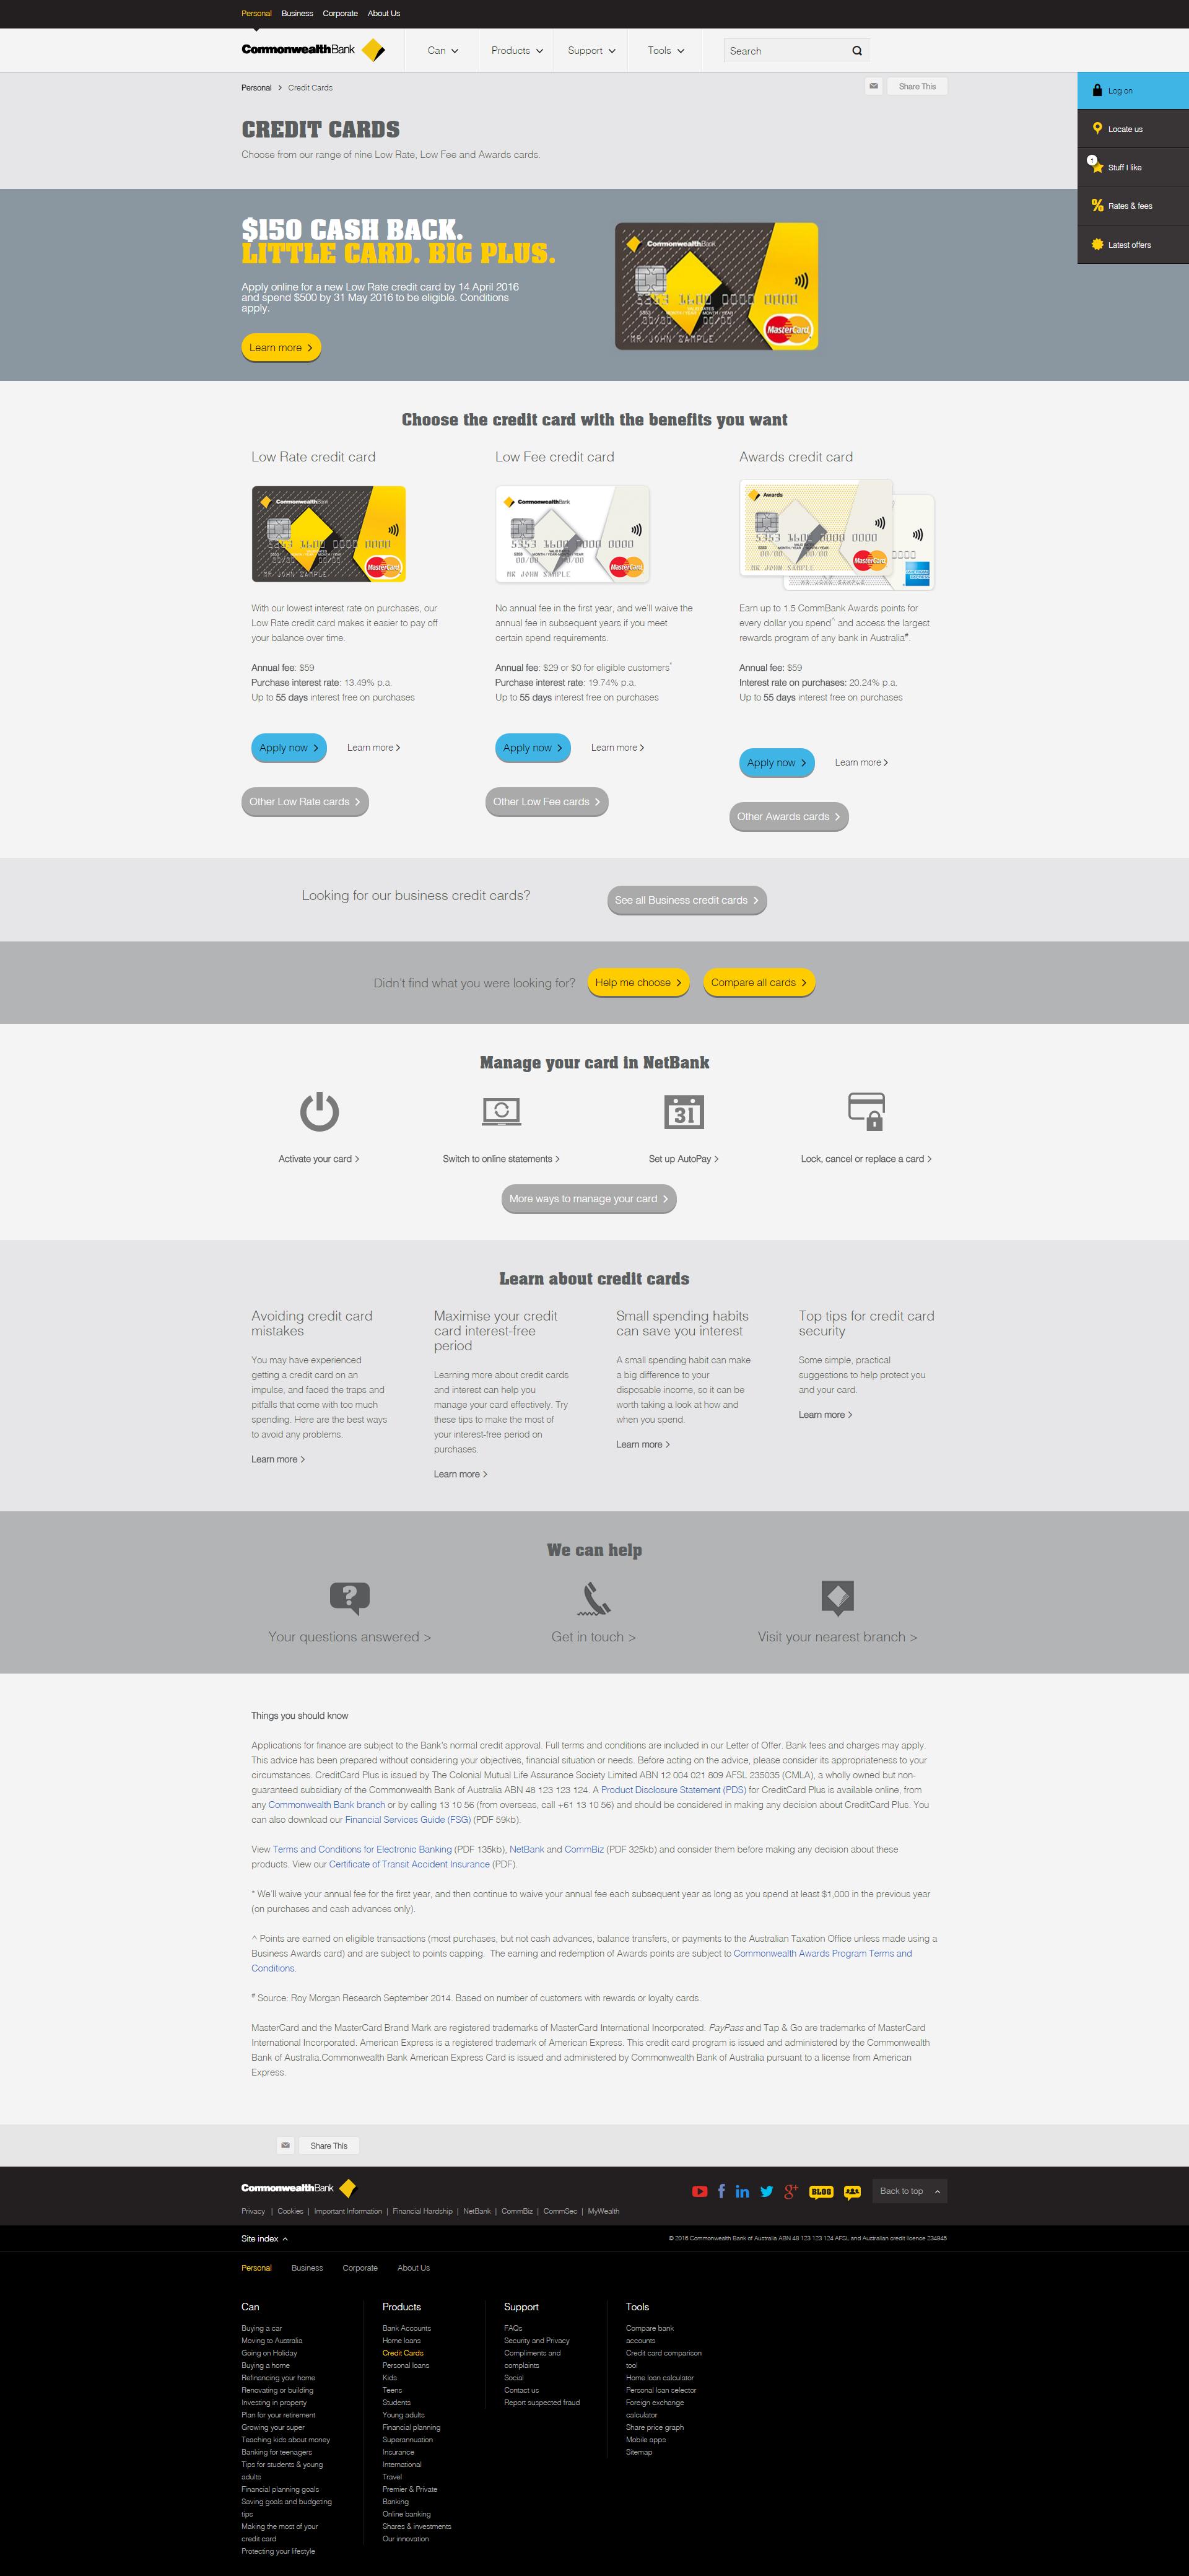 Personal Business Corporate About Us
CommonwealthBank
Can Products Support Tools Search
Personal > Credit Cards
Share This
Log on
Locate us
1
Stuff I like
Rates & fees
Latest offers
CREDIT CARDS
Choose from our range of nine Low Rate, Low Fee and Awards cards.
$150 CASH BACK.
LITTLE CARD. BIG PLUS.
Apply online for a new Low Rate credit card by 14 April 2016
and spend $500 by 31 May 2016 to be eligible. Conditions
apply.
Learn more >
CommonwealthBank
MasterCard
MR JOHN SAMPLE
Choose the credit card with the benefits you want
Low Rate credit card
CommonwealthBank
MasterCard
MR JOHN SAMPLE
With our lowest interest rate on purchases, our
Low Rate credit card makes it easier to pay off
your balance over time.
Annual fee: $59
Purchase interest rate: 13.49% p.a.
Up to 55 days interest free on purchases
Apply now > Learn more >
Other Low Rate cards >
Low Fee credit card
CommonwealthBank
MasterCard
MR JOHN SAMPLE
No annual fee in the first year, and we'll waive the
annual fee in subsequent years if you meet
certain spend requirements.
Annual fee: $29 or $0 for eligible customers*
Purchase interest rate: 19.74% p.a.
Up to 55 days interest free on purchases
Apply now > Learn more >
Other Low Fee cards >
Awards credit card
Awards
MasterCard
MR JOHN SAMPLE
Earn up to 1.5 CommBank Awards points for
every dollar you spend^ and access the largest
rewards program of any bank in Australia#.
Annual fee: $59
Interest rate on purchases: 20.24% p.a.
Up to 55 days interest free on purchases
Apply now > Learn more >
Other Awards cards >
Looking for our business credit cards? See all Business credit cards >
Didn't find what you were looking for? Help me choose > Compare all cards >
Manage your card in NetBank
31
Activate your card > Switch to online statements > Set up AutoPay > Lock, cancel or replace a card >
More ways to manage your card >
Learn about credit cards
Avoiding credit card
mistakes
You may have experienced
getting a credit card on an
impulse, and faced the traps and
pitfalls that come with too much
spending. Here are the best ways
to avoid any problems.
Learn more >
Maximise your credit
card interest-free
period
Learning more about credit cards
and interest can help you
manage your card effectively. Try
these tips to make the most of
your interest-free period on
purchases.
Learn more >
Small spending habits
can save you interest
A small spending habit can make
a big difference to your
disposable income, so it can be
worth taking a look at how and
when you spend.
Learn more >
Top tips for credit card
security
Some simple, practical
suggestions to help protect you
and your card.
Learn more >
We can help
?
Your questions answered > Get in touch > Visit your nearest branch >
Things you should know
Applications for finance are subject to the Bank's normal credit approval. Full terms and conditions are included in our Letter of Offer. Bank fees and charges may apply.
This advice has been prepared without considering your objectives, financial situation or needs. Before acting on the advice, please consider its appropriateness to your
circumstances. CreditCard Plus is issued by The Colonial Mutual Life Assurance Society Limited ABN 12 004 021 809 AFSL 235035 (CMLA), a wholly owned but non-
guaranteed subsidiary of the Commonwealth Bank of Australia ABN 48 123 123 124. A Product Disclosure Statement (PDS) for CreditCard Plus is available online, from
any Commonwealth Bank branch or by calling 13 10 56 (from overseas, call +61 13 10 56) and should be considered in making any decision about CreditCard Plus. You
can also download our Financial Services Guide (FSG) (PDF 59kb).
View Terms and Conditions for Electronic Banking (PDF 135kb), NetBank and CommBiz (PDF 325kb) and consider them before making any decision about these
products. View our Certificate of Transit Accident Insurance (PDF).
* We'll waive your annual fee for the first year, and then continue to waive your annual fee each subsequent year as long as you spend at least $1,000 in the previous year
(on purchases and cash advances only).
^ Points are earned on eligible transactions (most purchases, but not cash advances, balance transfers, or payments to the Australian Taxation Office unless made using a
Business Awards card) and are subject to points capping. The earning and redemption of Awards points are subject to Commonwealth Awards Program Terms and
Conditions.
# Source: Roy Morgan Research September 2014. Based on number of customers with rewards or loyalty cards.
MasterCard and the MasterCard Brand Mark are registered trademarks of MasterCard International Incorporated. PayPass and Tap & Go are trademarks of MasterCard
International Incorporated. American Express is a registered trademark of American Express. This credit card program is issued and administered by the Commonwealth
Bank of Australia.Commonwealth Bank American Express Card is issued and administered by Commonwealth Bank of Australia pursuant to a license from American
Express.
Share This
CommonwealthBank
BLOG Q&A Back to top
Privacy | Cookies | Important Information | Financial Hardship | NetBank | CommBiz | CommSec | MyWealth
Site index
© 2016 Commonwealth Bank of Australia ABN 48 123 123 124 AFSL and Australian credit licence 234945
Personal Business Corporate About Us
Can
Buying a car
Moving to Australia
Going on Holiday
Buying a home
Refinancing your home
Renovating or building
Investing in property
Plan for your retirement
Growing your super
Teaching kids about money
Banking for teenagers
Tips for students & young
adults
Financial planning goals
Saving goals and budgeting
tips
Making the most of your
credit card
Protecting your lifestyle
Products
Bank Accounts
Home loans
Credit Cards
Personal loans
Kids
Teens
Students
Young adults
Financial planning
Superannuation
Insurance
International
Travel
Premier & Private
Banking
Online banking
Shares & investments
Our innovation
Support
FAQs
Security and Privacy
Compliments and
complaints
Social
Contact us
Report suspected fraud
Tools
Compare bank
accounts
Credit card comparison
tool
Home loan calculator
Personal loan selector
Foreign exchange
calculator
Share price graph
Mobile apps
Sitemap